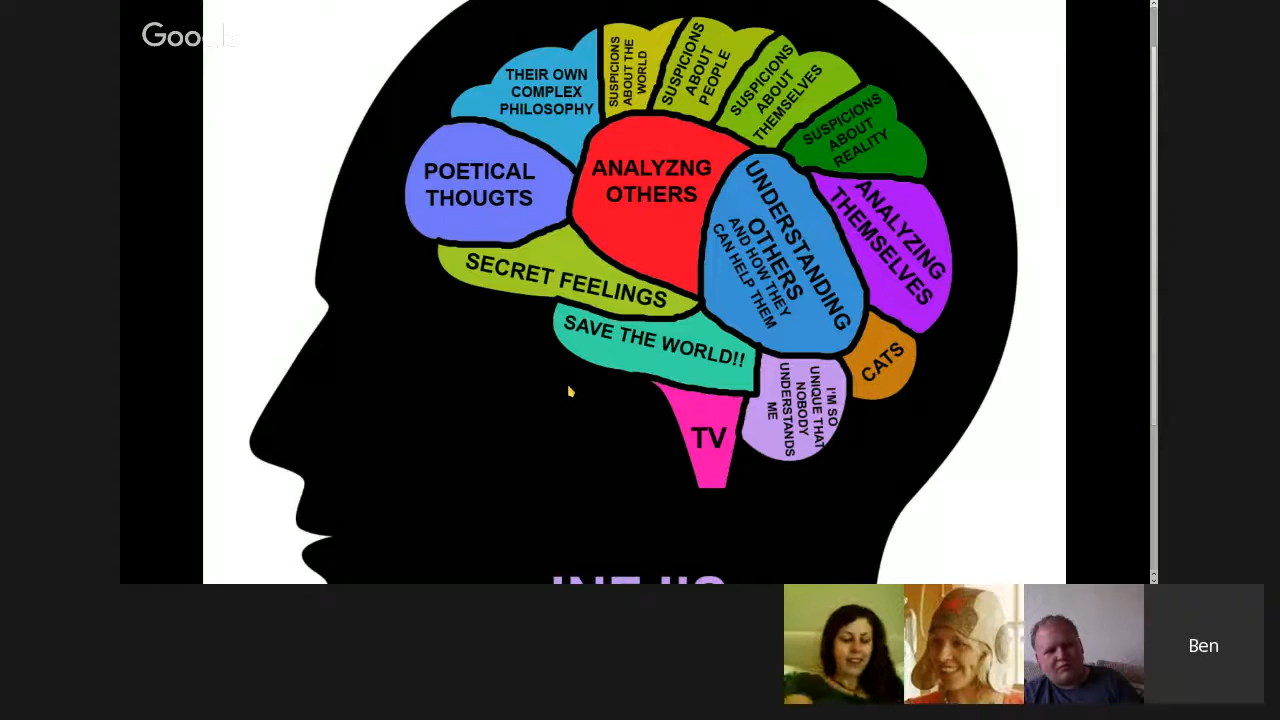 Google
THEIR OWN
COMPLEX
PHILOSOPHY
SUSPICIONS
ABOUT THE
WORLD
SUSPICIONS
ABOUT
PEOPLE
SUSPICIONS
ABOUT
THEMSELVES
SUSPICIONS
ABOUT
REALITY
POETICAL
THOUGTS
ANALYZNG
OTHERS
UNDERSTANDING
OTHERS
AND HOW THEY
CAN HELP THEM
ANALYZING
THEMSELVES
SECRET FEELINGS
SAVE THE WORLD!!
CATS
I'M SO
UNIQUE THAT
NOBODY
UNDERSTANDS
ME
TV
Ben